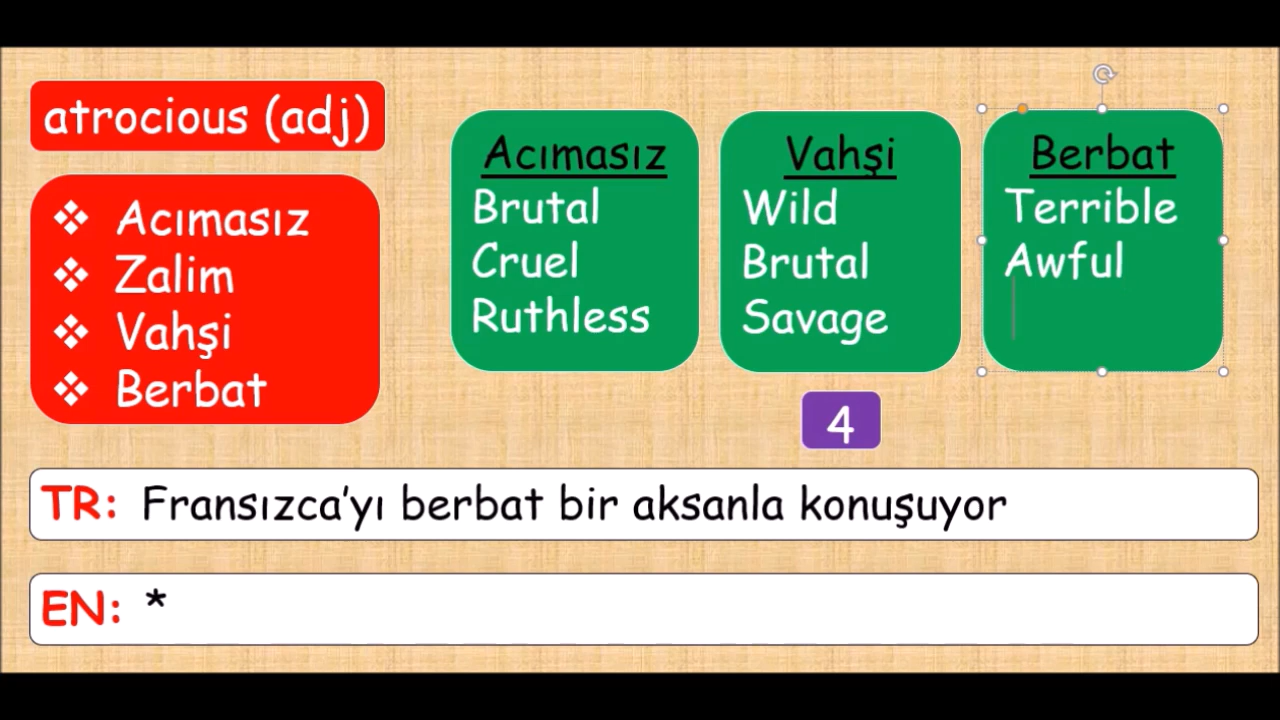 atrocious (adj)
❖ Acımasız
❖ Zalim
❖ Vahşi
❖ Berbat
Acımasız
Brutal
Cruel
Ruthless
Vahşi
Wild
Brutal
Savage
Berbat
Terrible
Awful
4
TR: Fransızca’yı berbat bir aksanla konuşuyor
EN: *